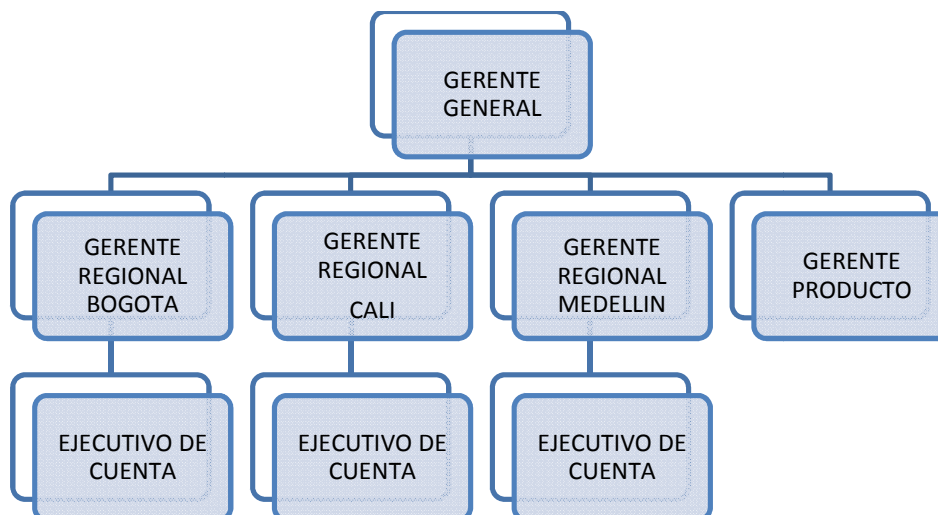 GERENTE
GENERAL
GERENTE
REGIONAL
BOGOTA
GERENTE
REGIONAL
CALI
GERENTE
REGIONAL
MEDELLIN
GERENTE
PRODUCTO
EJECUTIVO DE
CUENTA
EJECUTIVO DE
CUENTA
EJECUTIVO DE
CUENTA